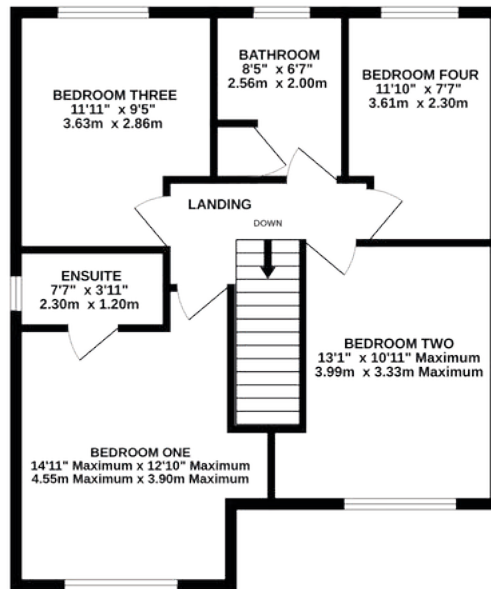 BEDROOM THREE
11'11" x 9'5"
3.63m x 2.86m
BATHROOM
8'5" x 6'7"
2.56m x 2.00m
BEDROOM FOUR
11'10" x 7'7"
3.61m x 2.30m
LANDING
DOWN
ENSUITE
7'7" x 3'11"
2.30m x 1.20m
BEDROOM TWO
13'1" x 10'11" Maximum
3.99m x 3.33m Maximum
BEDROOM ONE
14'11" Maximum x 12'10" Maximum
4.55m Maximum x 3.90m Maximum